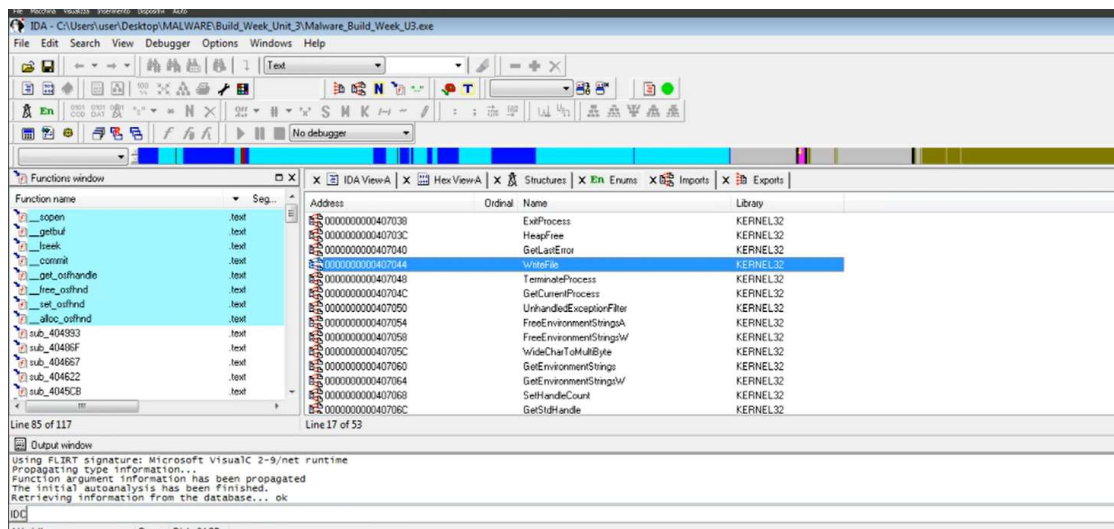 File Macchina Visualizza Inserimento Dispositivi Aiuto
IDA - C:\Users\user\Desktop\MALWARE\Build_Week_Unit_3\Malware_Build_Week_U3.exe
File Edit Search View Debugger Options Windows Help
Text
No debugger
Functions window
IDA View-A Hex View-A Structures En Enums Imports Exports
Function name Seg...
Address Ordinal Name Library
__sopen .text
__getbuf .text
__lseek .text
__commit .text
__get_osfhandle .text
__free_osfhnd .text
__set_osfhnd .text
__alloc_osfhnd .text
sub_404993 .text
sub_40486F .text
sub_404667 .text
sub_404622 .text
sub_4045CB .text
0000000000407038 ExitProcess KERNEL32
000000000040703C HeapFree KERNEL32
0000000000407040 GetLastError KERNEL32
0000000000407044 WriteFile KERNEL32
0000000000407048 TerminateProcess KERNEL32
000000000040704C GetCurrentProcess KERNEL32
0000000000407050 UnhandledExceptionFilter KERNEL32
0000000000407054 FreeEnvironmentStringsA KERNEL32
0000000000407058 FreeEnvironmentStringsW KERNEL32
000000000040705C WideCharToMultiByte KERNEL32
0000000000407060 GetEnvironmentStrings KERNEL32
0000000000407064 GetEnvironmentStringsW KERNEL32
0000000000407068 SetHandleCount KERNEL32
000000000040706C GetStdHandle KERNEL32
Line 85 of 117
Line 17 of 53
Output window
Using FLIRT signature: Microsoft VisualC 2-9/net runtime
Propagating type information...
Function argument information has been propagated
The initial autoanalysis has been finished.
Retrieving information from the database... ok
IDC